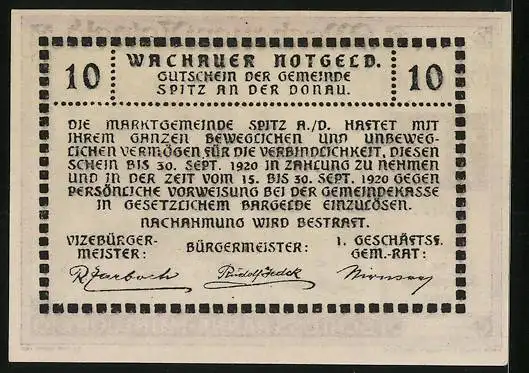 WACHAUER NOTGELD.
10 GUTSCHEIN DER GEMEINDE 10
SPITZ AN DER DONAU.
DIE MARKTGEMEINDE SPITZ A./D. HAFTET MIT
IHREM GANZEN BEWEGLICHEN UND UNBEWEG-
LICHEN VERMÖGEN FÜR DIE VERBINDLICHKEIT, DIESEN
SCHEIN BIS 30. SEPT. 1920 IN ZAHLUNG ZU NEHMEN
UND IN DER ZEIT VOM 15. BIS 30. SEPT. 1920 GEGEN
PERSÖNLICHE VORWEISUNG BEI DER GEMEINDEKASSE
IN GESETZLICHEM BARGELDE EINZULÖSEN.
NACHAHMUNG WIRD BESTRAFT.
VIZEBÜRGER- BÜRGERMEISTER: 1. GESCHÄFTSF.
MEISTER: GEM.-RAT: